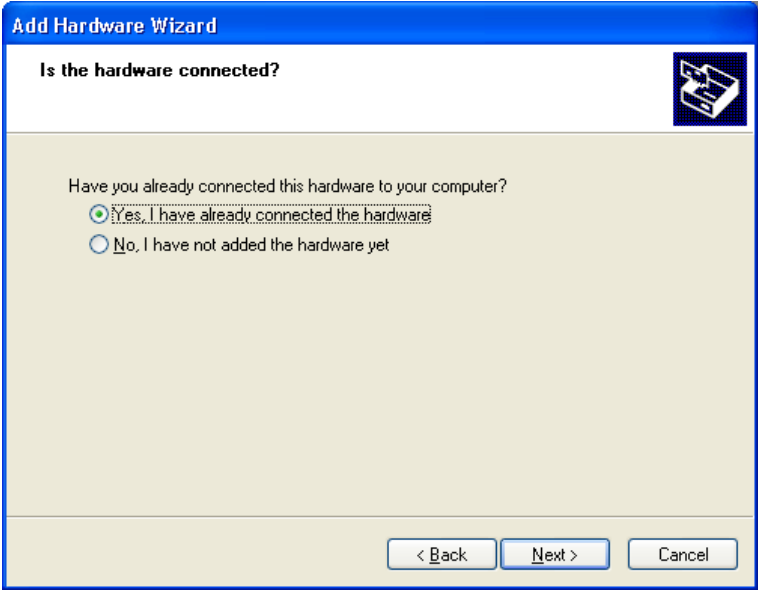 Add Hardware Wizard
Is the hardware connected?
Have you already connected this hardware to your computer?
Yes, I have already connected the hardware
No, I have not added the hardware yet
< Back
Next >
Cancel